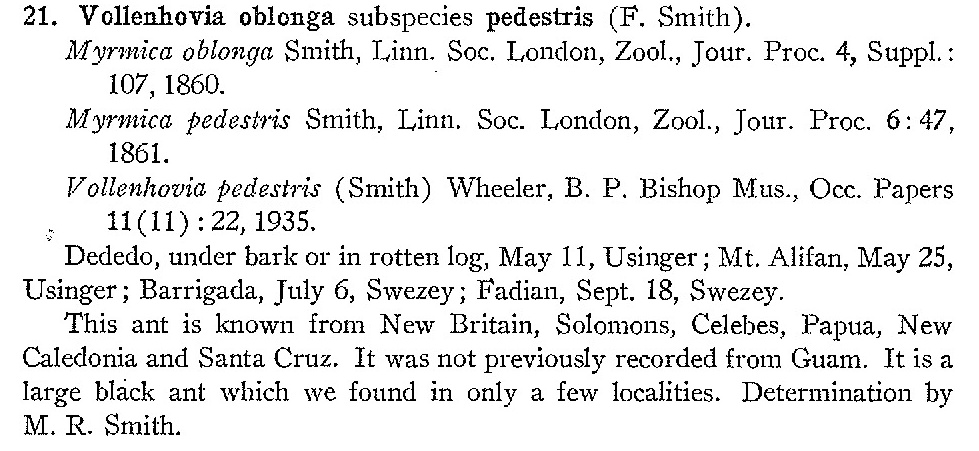 21. Vollenhovia oblonga subspecies pedestris (F. Smith).
Myrmica oblonga Smith, Linn. Soc. London, Zool., Jour. Proc. 4, Suppl.:
107, 1860.
Myrmica pedestris Smith, Linn. Soc. London, Zool., Jour. Proc. 6:47,
1861.
Vollenhovia pedestris (Smith) Wheeler, B. P. Bishop Mus., Occ. Papers
11(11):22, 1935.
Dededo, under bark or in rotten log, May 11, Usinger; Mt. Alifan, May 25,
Usinger; Barrigada, July 6, Swezey; Fadian, Sept. 18, Swezey.
This ant is known from New Britain, Solomons, Celebes, Papua, New
Caledonia and Santa Cruz. It was not previously recorded from Guam. It is a
large black ant which we found in only a few localities. Determination by
M. R. Smith.